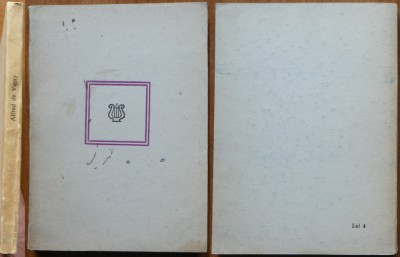 Alfred de Vigny
Lei 4